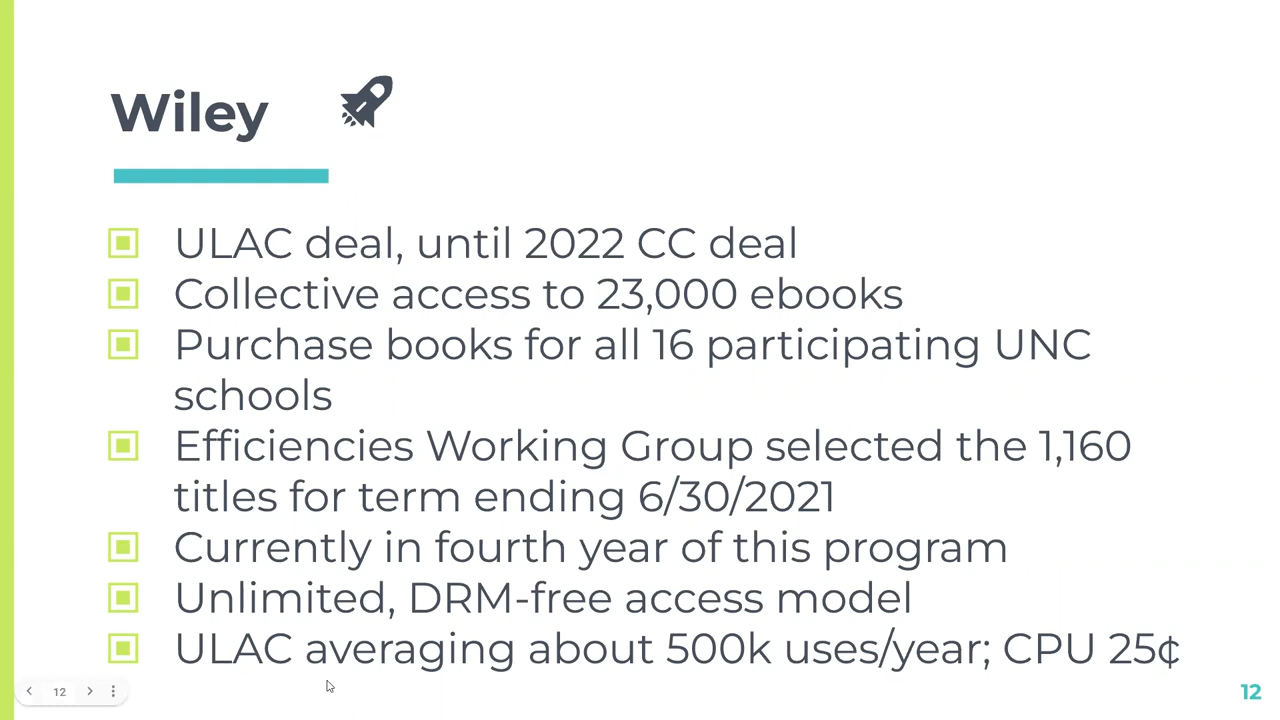 Wiley
ULAC deal, until 2022 CC deal
Collective access to 23,000 ebooks
Purchase books for all 16 participating UNC
schools
Efficiencies Working Group selected the 1,160
titles for term ending 6/30/2021
Currently in fourth year of this program
Unlimited, DRM-free access model
ULAC averaging about 500k uses/year; CPU 25¢
12
12